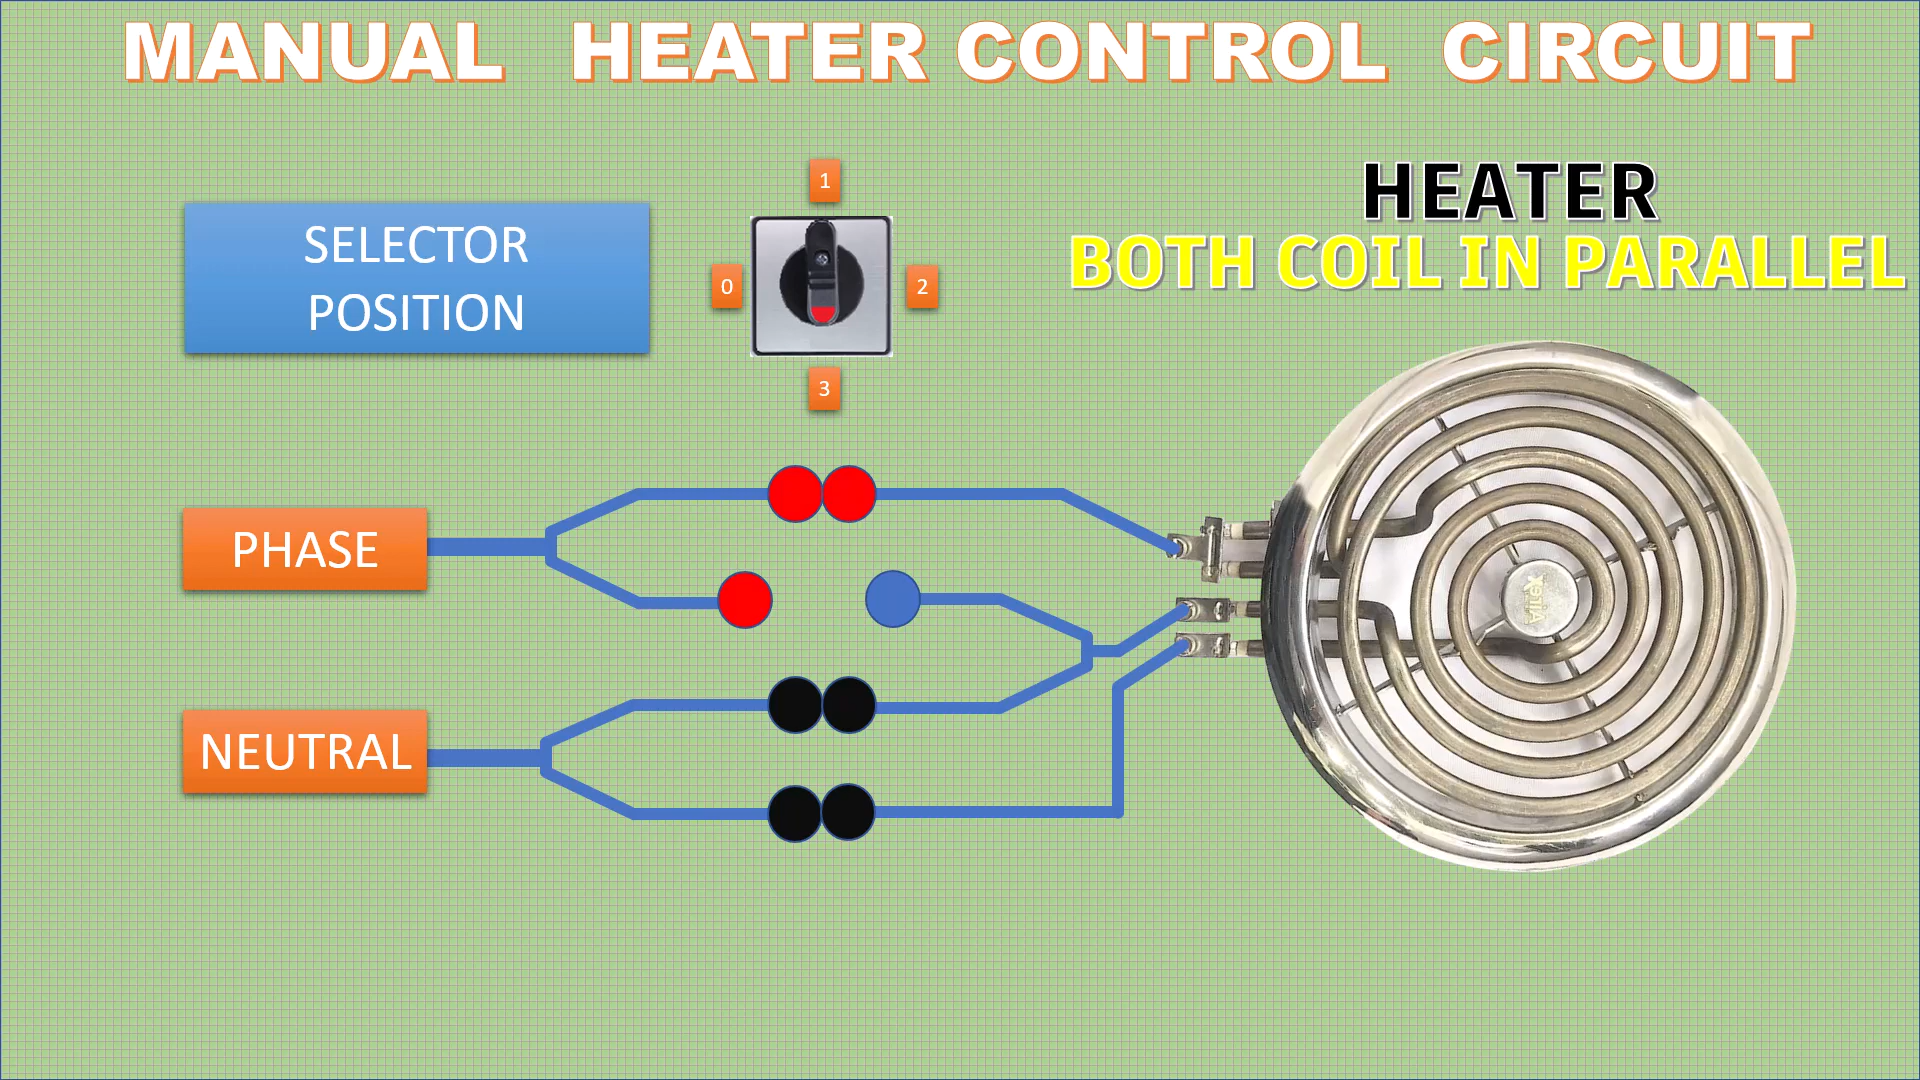 MANUAL HEATER CONTROL CIRCUIT
1
HEATER
SELECTOR
POSITION
BOTH COIL IN PARALLEL
0
2
3
PHASE
NEUTRAL